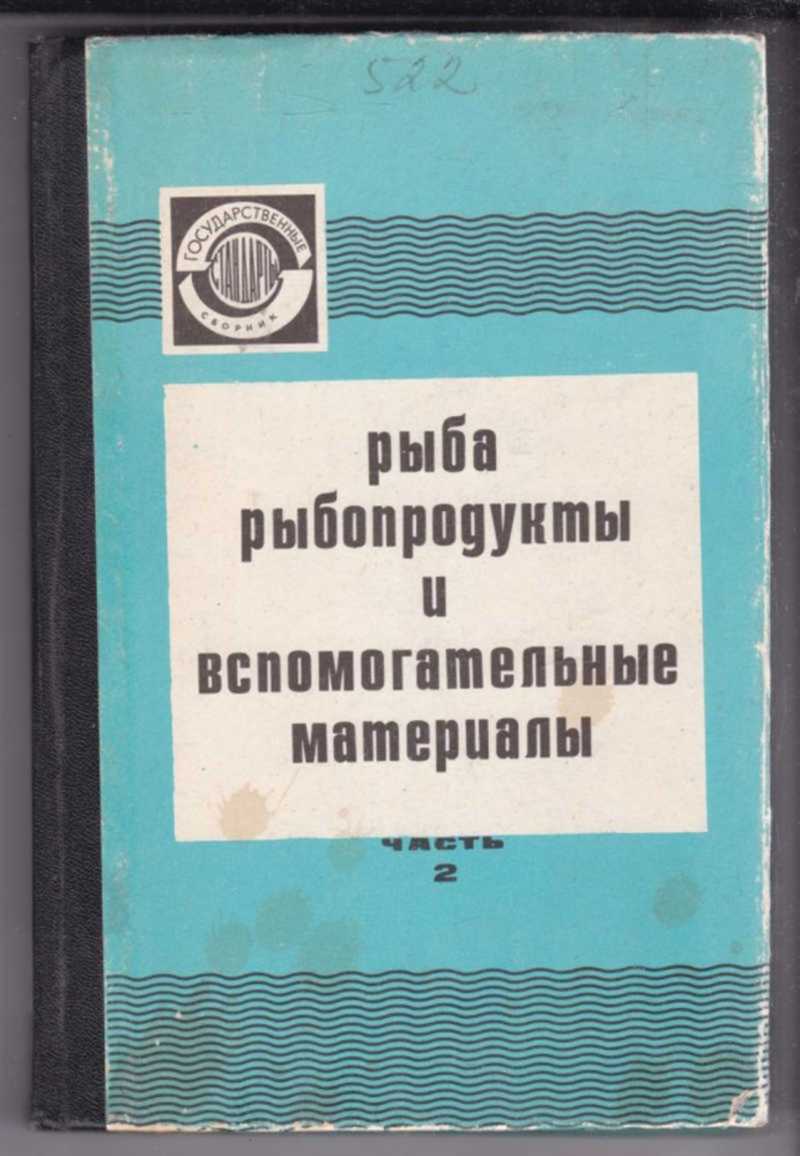 522
ГОСУДАРСТВЕННЫЕ
СТАНДАРТЫ
СБОРНИК
рыба
рыбопродукты
и
вспомогательные
материалы
ЧАСТЬ
2